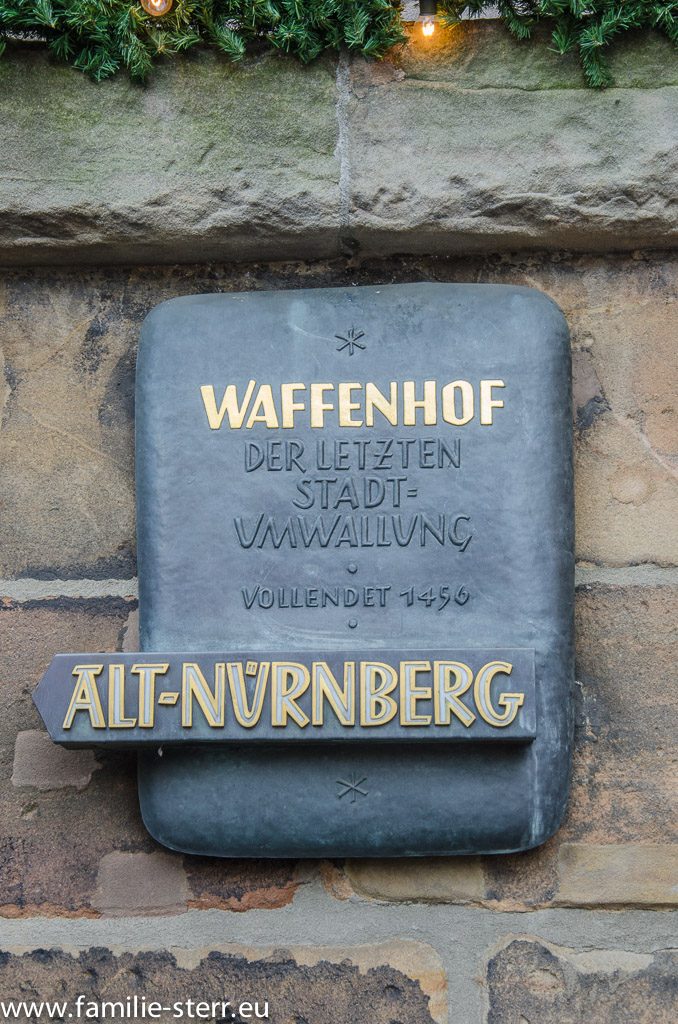 WAFFENHOF
DER LETZTEN
STADT=
UMWALLUNG
VOLLENDET 1456
ALT-NÜRNBERG
www.familie-sterr.eu